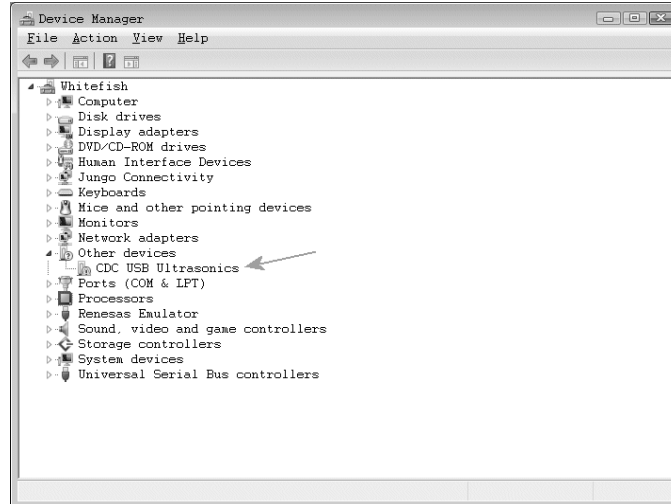 Device Manager
File Action View Help
Whitefish
Computer
Disk drives
Display adapters
DVD/CD-ROM drives
Human Interface Devices
Jungo Connectivity
Keyboards
Mice and other pointing devices
Monitors
Network adapters
Other devices
CDC USB Ultrasonics
Ports (COM & LPT)
Processors
Renesas Emulator
Sound, video and game controllers
Storage controllers
System devices
Universal Serial Bus controllers